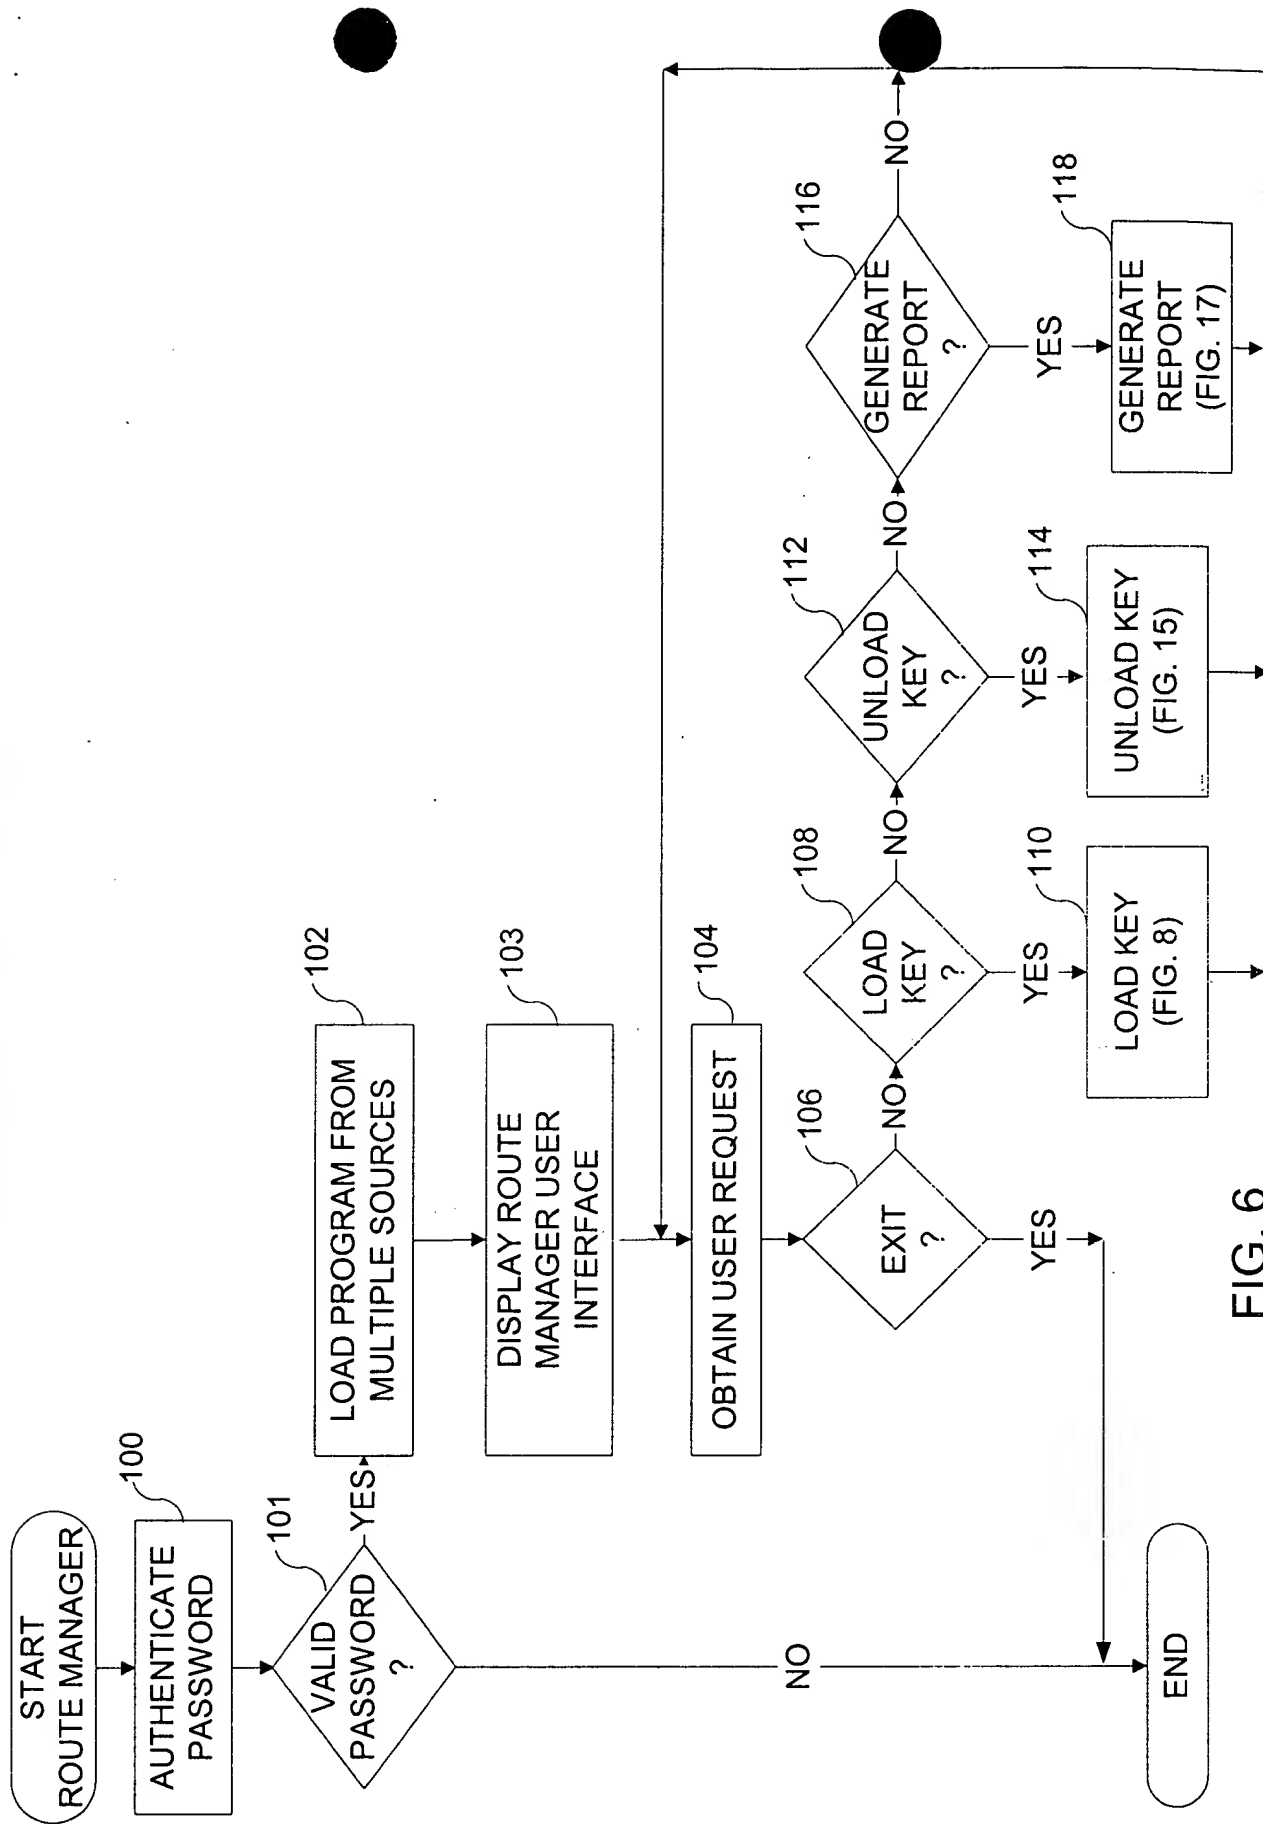 START
ROUTE MANAGER
AUTHENTICATE
PASSWORD
100
VALID
PASSWORD
?
101
YES
NO
LOAD PROGRAM FROM
MULTIPLE SOURCES
102
DISPLAY ROUTE
MANAGER USER
INTERFACE
103
OBTAIN USER REQUEST
104
EXIT
?
106
YES
NO
LOAD
KEY
?
108
YES
NO
LOAD KEY
(FIG. 8)
110
UNLOAD
KEY
?
112
YES
NO
UNLOAD KEY
(FIG. 15)
114
GENERATE
REPORT
?
116
YES
NO
GENERATE
REPORT
(FIG. 17)
118
END
FIG. 6